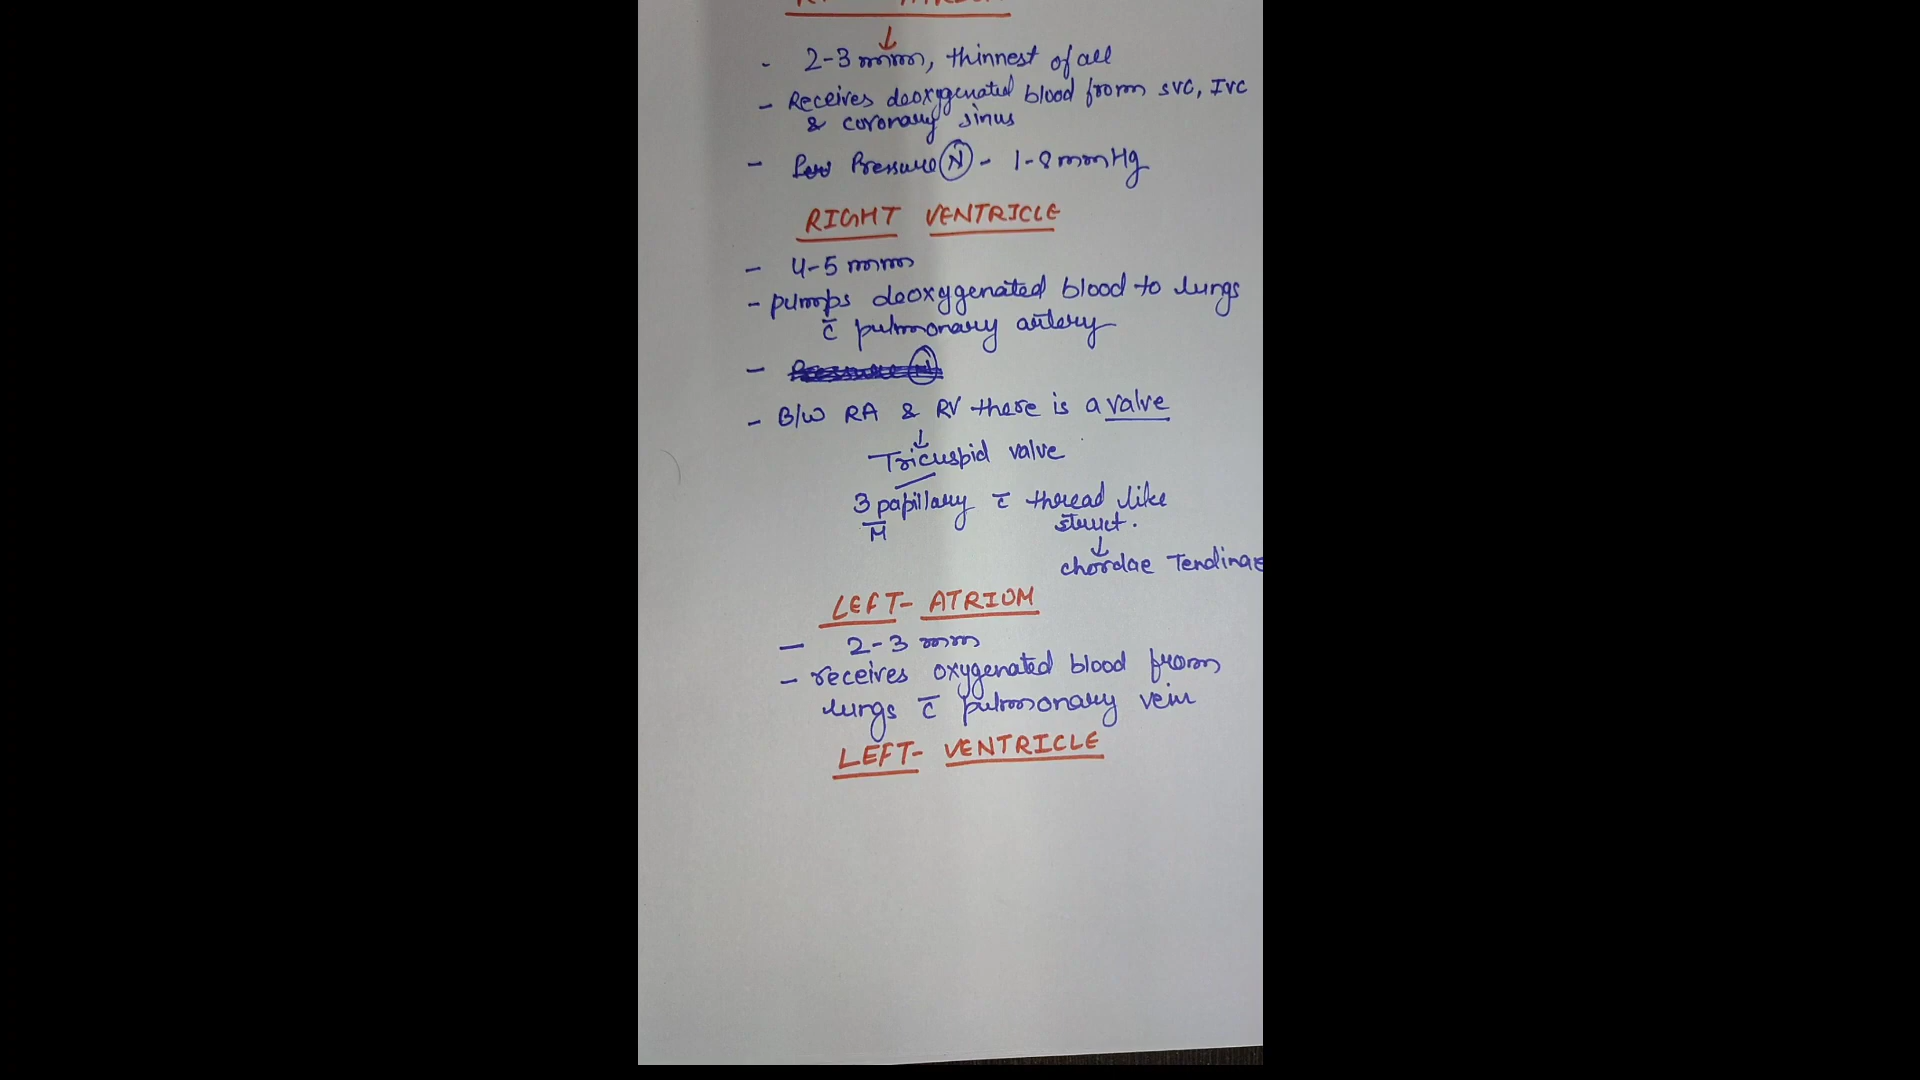 RT ATRIUM
↓
- 2-3 mm, thinnest of all
- Receives deoxygenated blood from SVC, IVC
& coronary sinus
- Pressure Ⓝ - 1-8 mmHg
RIGHT VENTRICLE
- 4-5 mm
- pumps deoxygenated blood to lungs
c̅ pulmonary artery
-
- B/W RA & RV there is a valve
↓
Tricuspid valve
3 papillary c̅ thread like
M struct.
↓
chordae Tendinae
LEFT- ATRIUM
- 2-3 mm
- receives oxygenated blood from
lungs c̅ pulmonary vein
LEFT- VENTRICLE